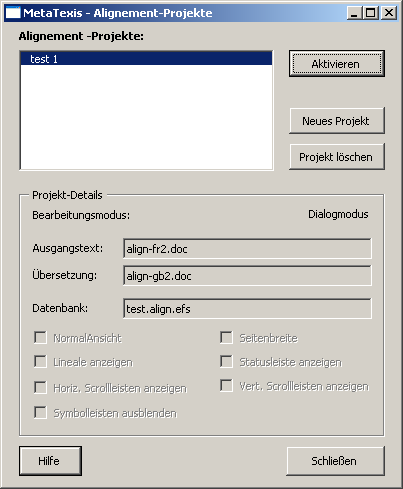 MetaTexis - Alignement-Projekte
Alignement -Projekte:
test 1
Aktivieren
Neues Projekt
Projekt löschen
Projekt-Details
Bearbeitungsmodus: Dialogmodus
Ausgangstext: align-fr2.doc
Übersetzung: align-gb2.doc
Datenbank: test.align.efs
NormalAnsicht Seitenbreite
Lineale anzeigen Statusleiste anzeigen
Horiz. Scrollleisten anzeigen Vert. Scrollleisten anzeigen
Symbolleisten ausblenden
Hilfe Schließen